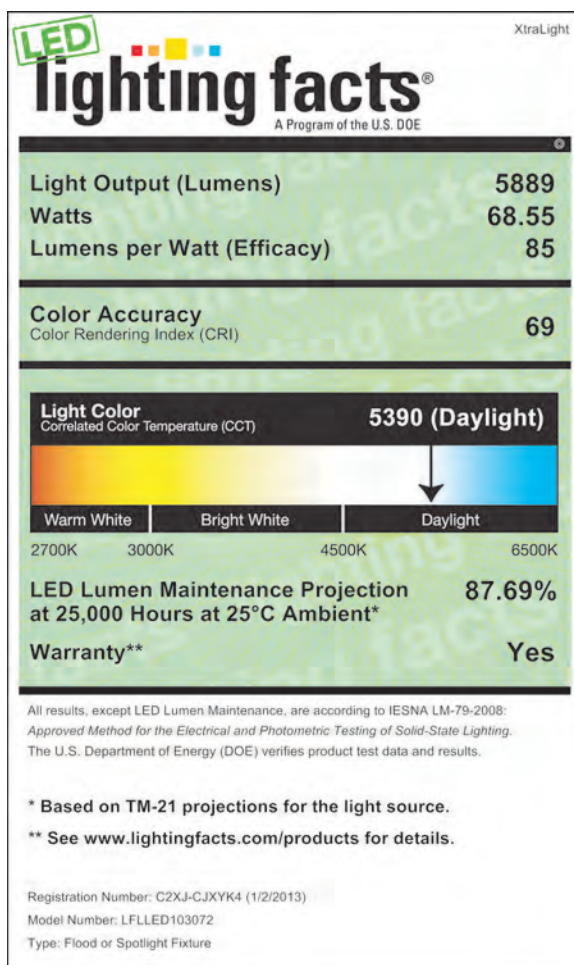 XtraLight
LED
lighting facts®
A Program of the U.S. DOE
Light Output (Lumens) 5889
Watts 68.55
Lumens per Watt (Efficacy) 85
Color Accuracy
Color Rendering Index (CRI) 69
Light Color
Correlated Color Temperature (CCT) 5390 (Daylight)
Warm White Bright White Daylight
2700K 3000K 4500K 6500K
LED Lumen Maintenance Projection
at 25,000 Hours at 25°C Ambient* 87.69%
Warranty** Yes
All results, except LED Lumen Maintenance, are according to IESNA LM-79-2008:
Approved Method for the Electrical and Photometric Testing of Solid-State Lighting.
The U.S. Department of Energy (DOE) verifies product test data and results.
* Based on TM-21 projections for the light source.
** See www.lightingfacts.com/products for details.
Registration Number: C2XJ-CJXYK4 (1/2/2013)
Model Number: LFLLED103072
Type: Flood or Spotlight Fixture